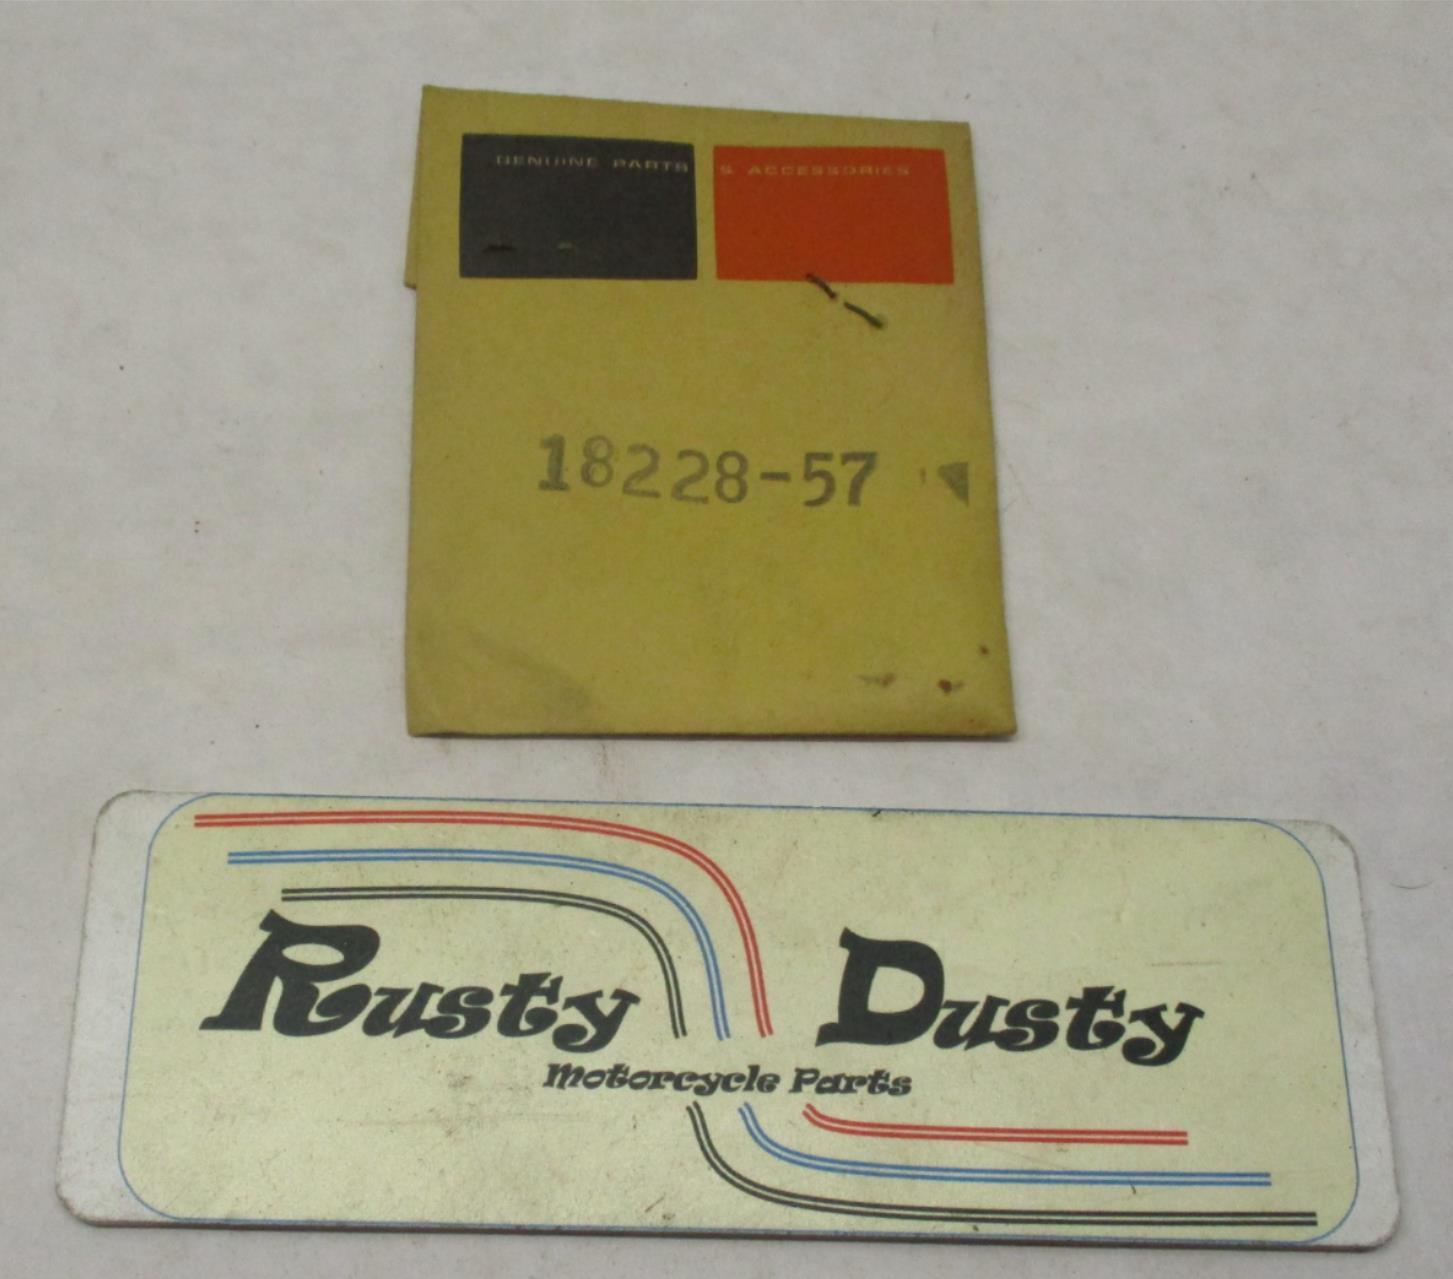 GENUINE PARTS & ACCESSORIES
18228-57
Rusty Dusty
Motorcycle Parts